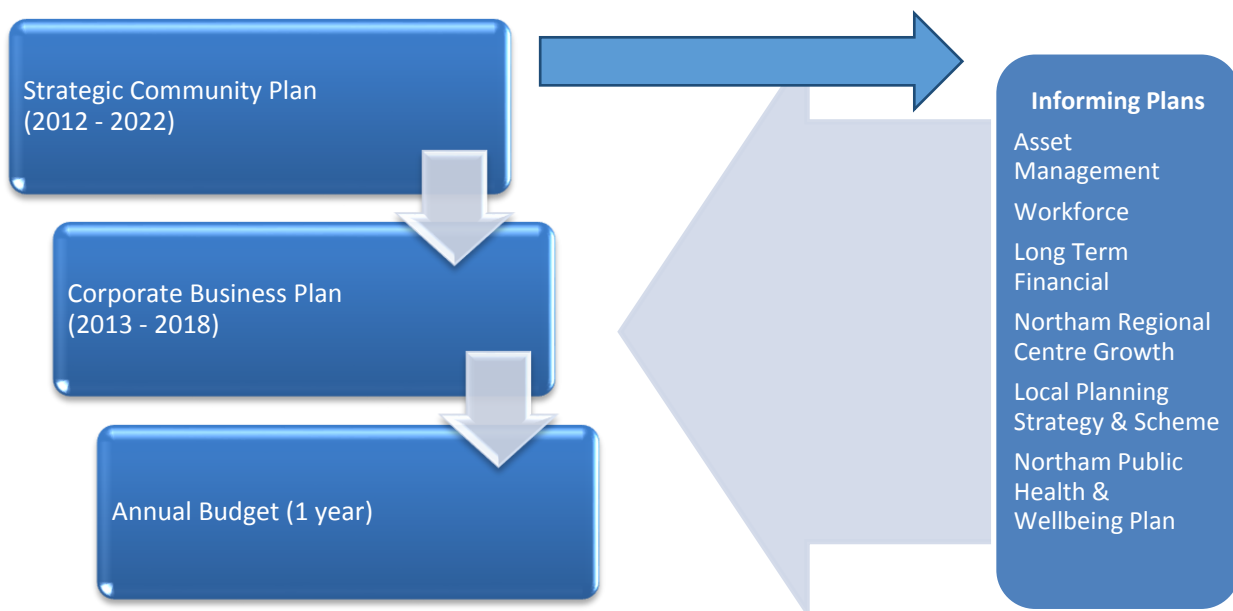 Strategic Community Plan
(2012 - 2022)
Corporate Business Plan
(2013 - 2018)
Annual Budget (1 year)
Informing Plans
Asset
Management
Workforce
Long Term
Financial
Northam Regional
Centre Growth
Local Planning
Strategy & Scheme
Northam Public
Health &
Wellbeing Plan